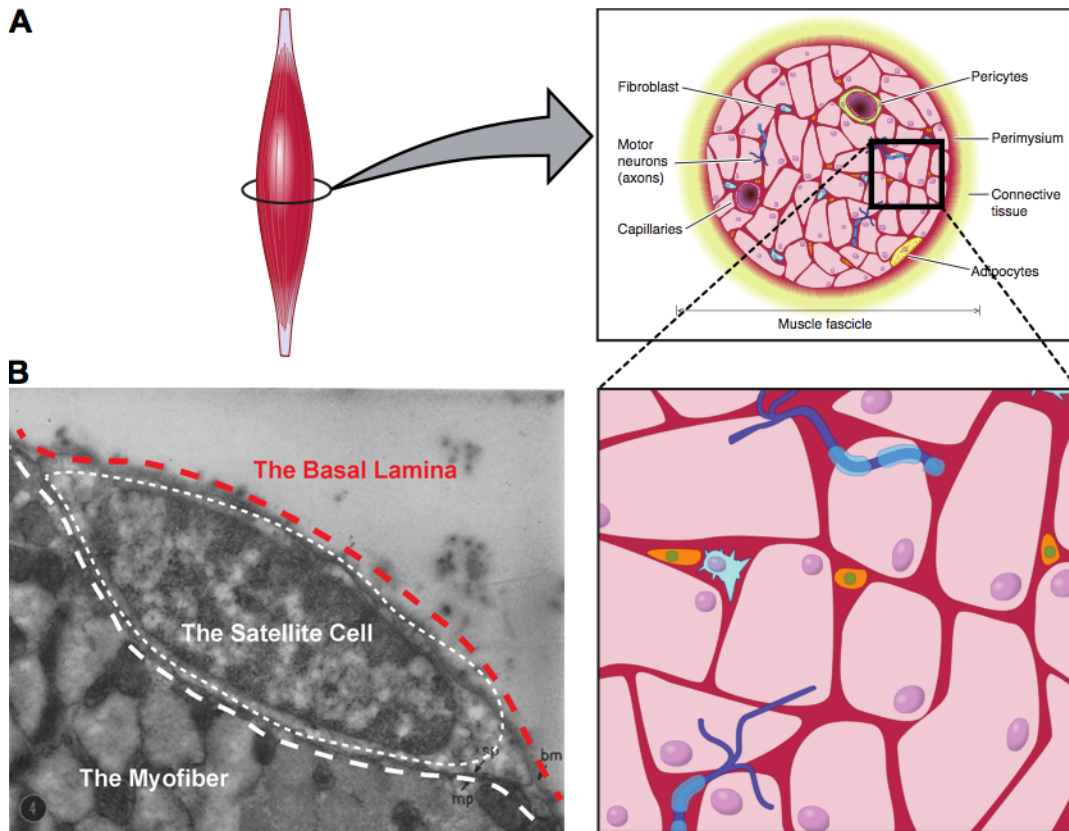 A
Fibroblast
Motor
neurons
(axons)
Capillaries
Pericytes
Perimysium
Connective
tissue
Adipocytes
Muscle fascicle
B
The Basal Lamina
The Satellite Cell
The Myofiber
sp
bm
mp
4